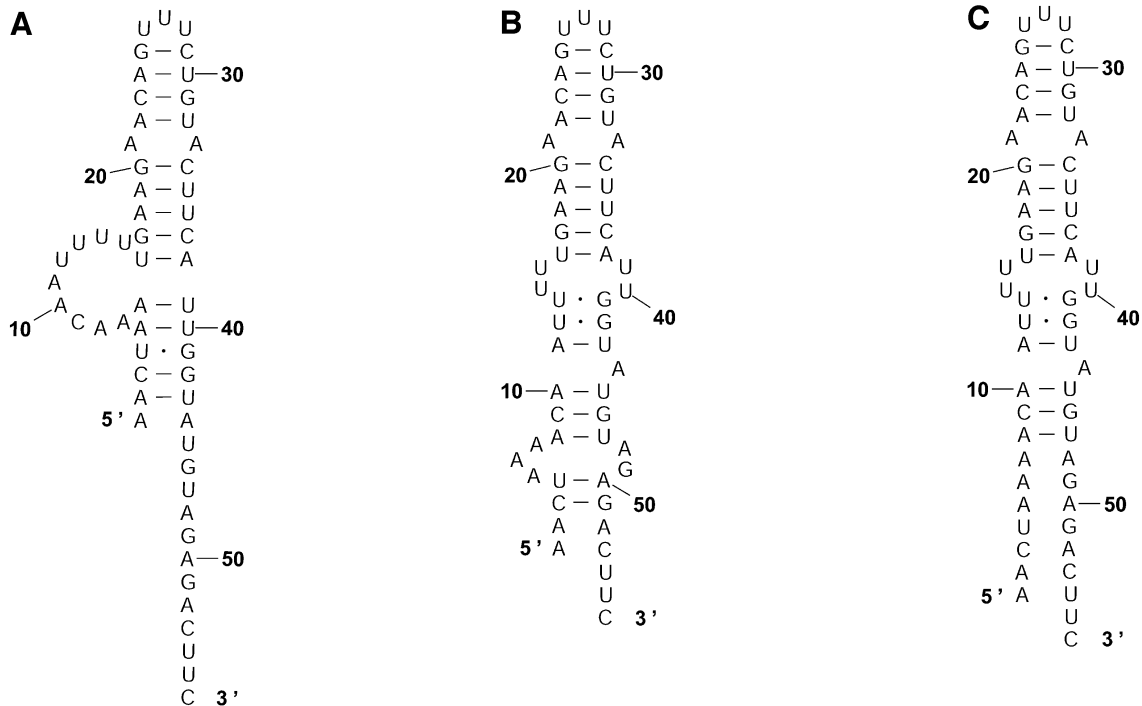 A
U
U U
G – C
A – U – 30
C – G
A – U
A A
20 – G – C
A – U
A – U
U U U G – C
U U – A
A
A – U
10 – A C A A A – U – 40
U · G
C – G
A – U
5 ’ A A
U
G
U
A
G
A – 50
G
A
C
U
U
C 3 ’
B
U
U U
G – C
A – U – 30
C – G
A – U
A A
20 – G – C
A – U
A – U
G – C
U U – A U
U U · G U – 40
U · G
A – U
A
10 – A – U
C – G
A A – U A
A G
A U – A – 50
C – G
A A
5 ’ A C
U
U
C 3 ’
C
U
U U
G – C
A – U – 30
C – G
A – U
A A
20 – G – C
A – U
A – U
G – C
U U – A U
U U · G U – 40
U · G
A – U
A
10 – A – U
C – G
A – U
A A
A G
A A – 50
U G
C A
A C
5 ’ A U
U
C 3 ’